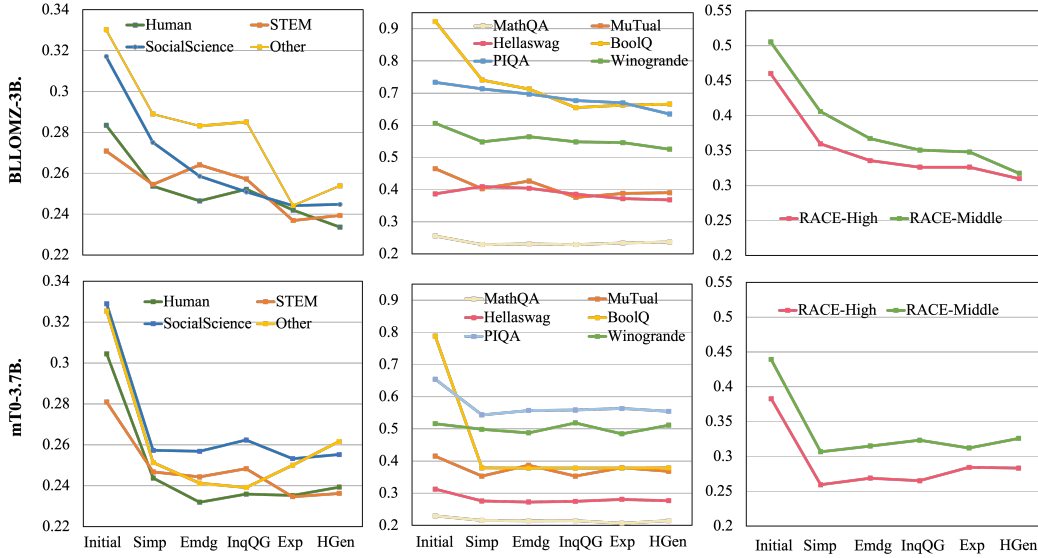 BLLOMZ-3B.
0.34
0.32
0.3
0.28
0.26
0.24
0.22
Human
STEM
SocialScience
Other
0.9
0.8
0.7
0.6
0.5
0.4
0.3
0.2
MathQA
MuTual
Hellaswag
BoolQ
PIQA
Winogrande
0.55
0.5
0.45
0.4
0.35
0.3
0.25
0.2
RACE-High
RACE-Middle
mT0-3.7B.
0.34
0.32
0.3
0.28
0.26
0.24
0.22
Human
STEM
SocialScience
Other
Initial
Simp
Emdg
InqQG
Exp
HGen
0.9
0.8
0.7
0.6
0.5
0.4
0.3
0.2
MathQA
MuTual
Hellaswag
BoolQ
PIQA
Winogrande
Initial
Simp
Emdg
InqQG
Exp
HGen
0.55
0.5
0.45
0.4
0.35
0.3
0.25
0.2
RACE-High
RACE-Middle
Initial
Simp
Emdg
InqQG
Exp
HGen